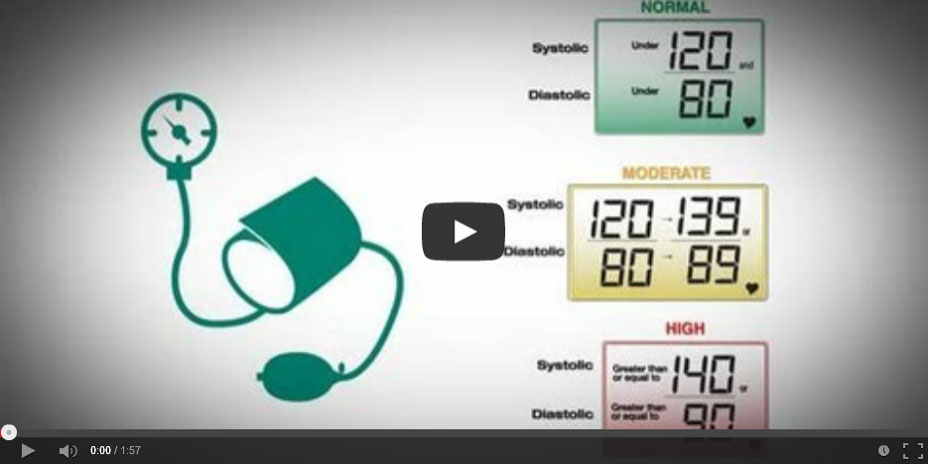 NORMAL
Systolic Under 120 and
Diastolic Under 80
MODERATE
Systolic 120 → 139 or
Diastolic 80 → 89
HIGH
Systolic Greater than or equal to 140 or
Diastolic Greater than or equal to 90
0:00 / 1:57